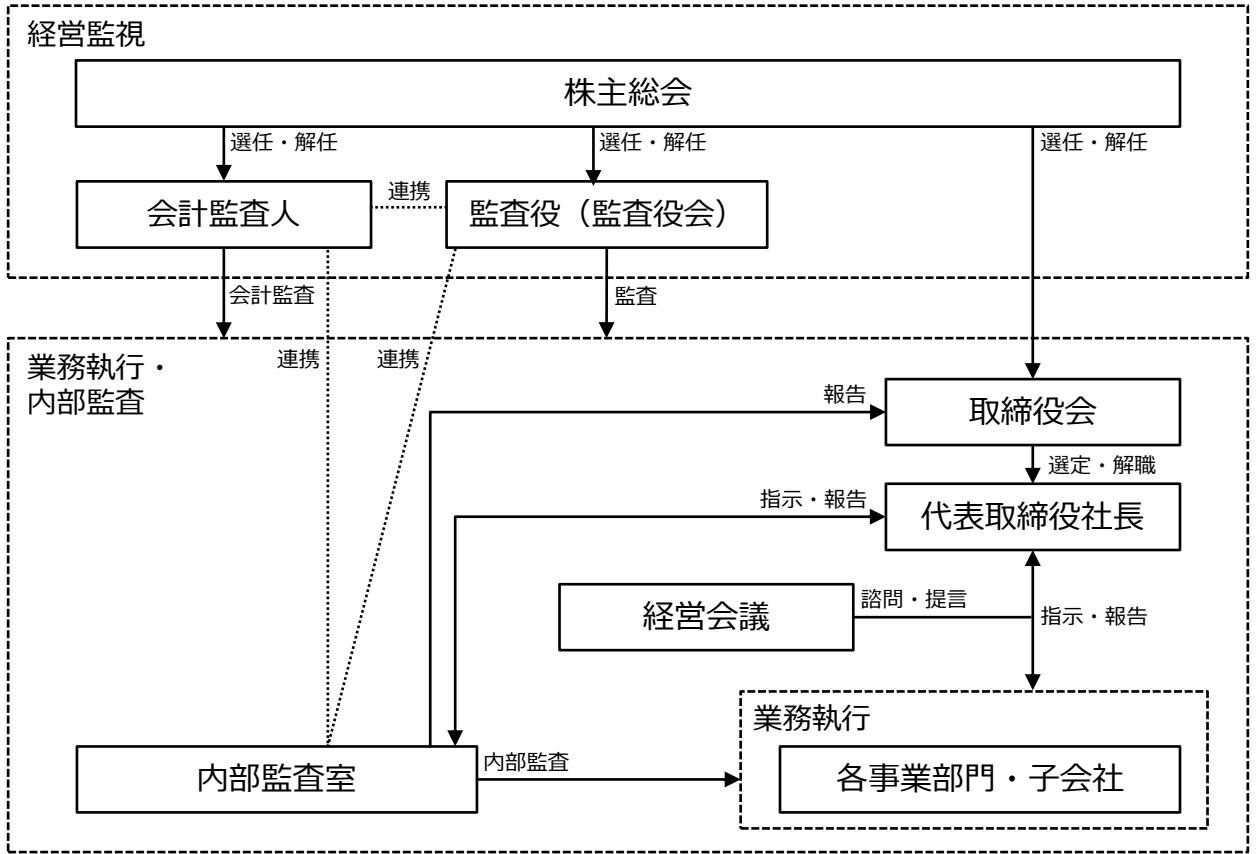 経営監視
株主総会
選任・解任
選任・解任
選任・解任
会計監査人
連携
監査役（監査役会）
会計監査
監査
業務執行・
内部監査
連携
連携
報告
取締役会
選定・解職
指示・報告
代表取締役社長
経営会議
諮問・提言
指示・報告
業務執行
内部監査室
内部監査
各事業部門・子会社